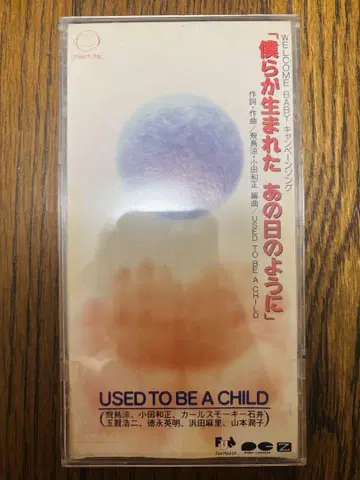 WELCOME BABY キャンペーンソング
「僕らが生まれた あの日のように」
作詞・作曲/飛鳥涼・小田和正 編曲/USED TO BE A CHILD
USED TO BE A CHILD
(飛鳥涼、小田和正、カールスモーキー石井
玉置浩二、徳永英明、浜田麻里、山本潤子)